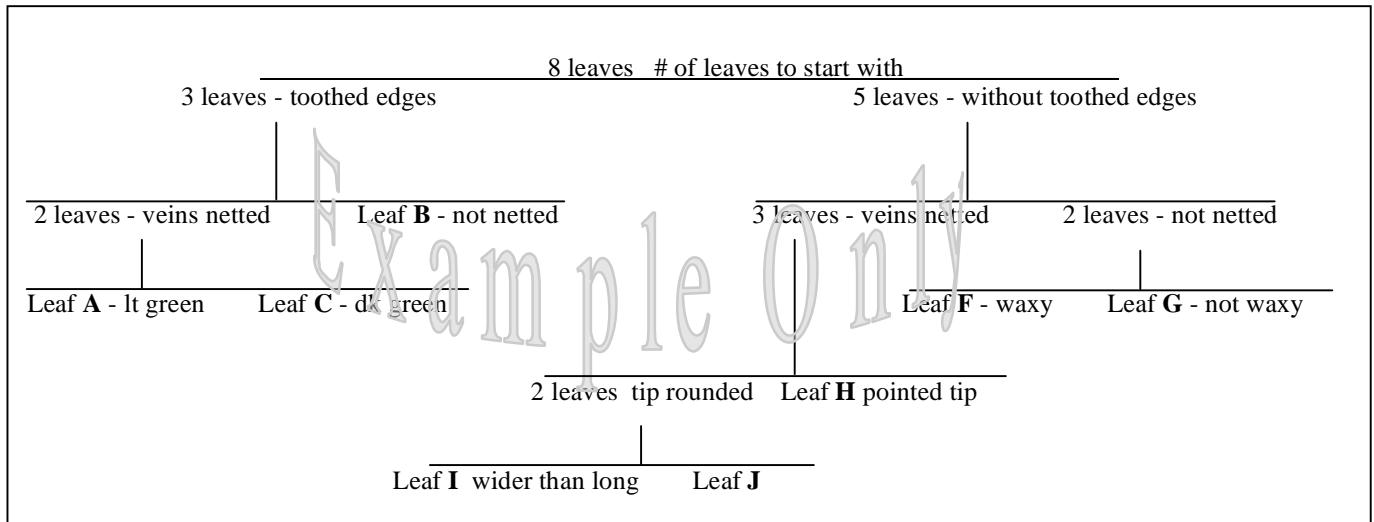 8 leaves # of leaves to start with
3 leaves - toothed edges 5 leaves - without toothed edges
2 leaves - veins netted Leaf B - not netted 3 leaves - veins netted 2 leaves - not netted
Leaf A - lt green Leaf C - dk green Leaf F - waxy Leaf G - not waxy
Example Only
2 leaves tip rounded Leaf H pointed tip
Leaf I wider than long Leaf J